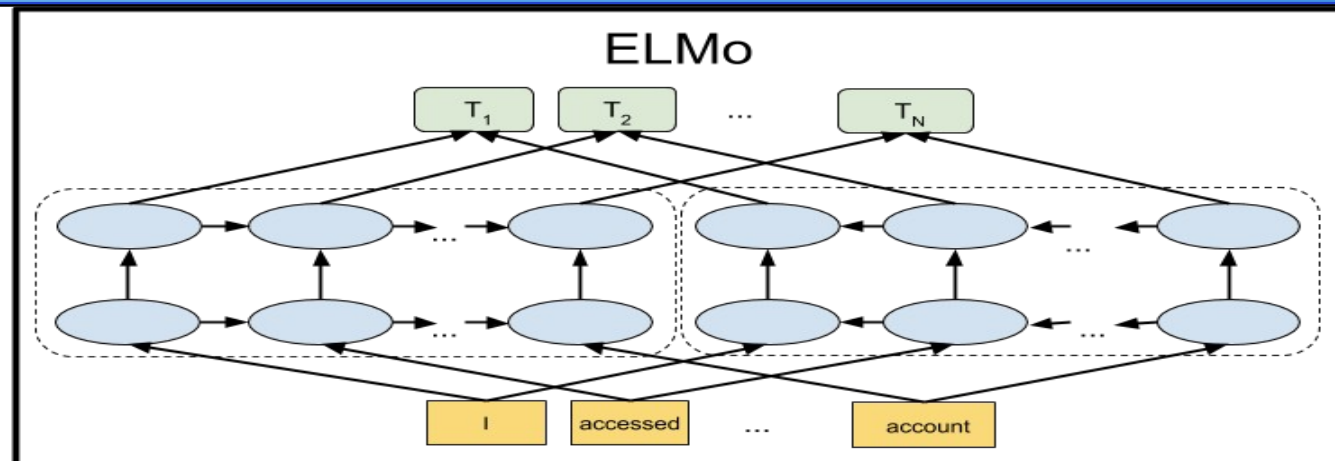 ELMo
T1 T2 ... TN
... ...
... ...
I accessed ... account